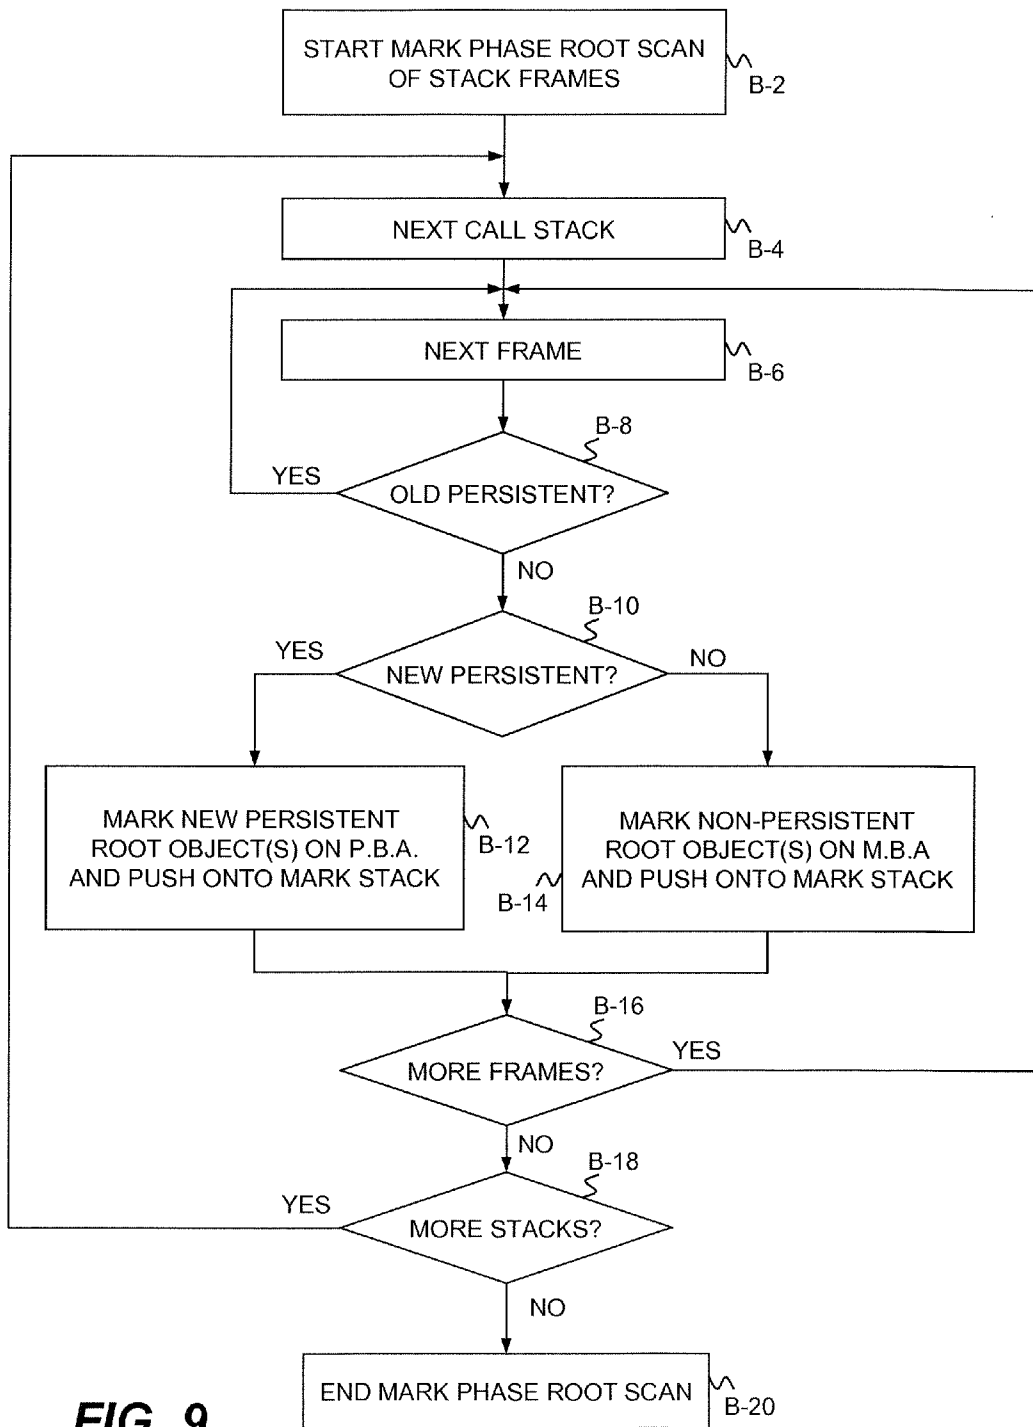 START MARK PHASE ROOT SCAN
OF STACK FRAMES
B-2
NEXT CALL STACK
B-4
NEXT FRAME
B-6
B-8
YES
OLD PERSISTENT?
NO
B-10
YES
NEW PERSISTENT?
NO
MARK NEW PERSISTENT
ROOT OBJECT(S) ON P.B.A.
AND PUSH ONTO MARK STACK
B-12
MARK NON-PERSISTENT
ROOT OBJECT(S) ON M.B.A
AND PUSH ONTO MARK STACK
B-14
B-16
MORE FRAMES?
YES
NO
B-18
YES
MORE STACKS?
NO
END MARK PHASE ROOT SCAN
B-20
FIG. 9